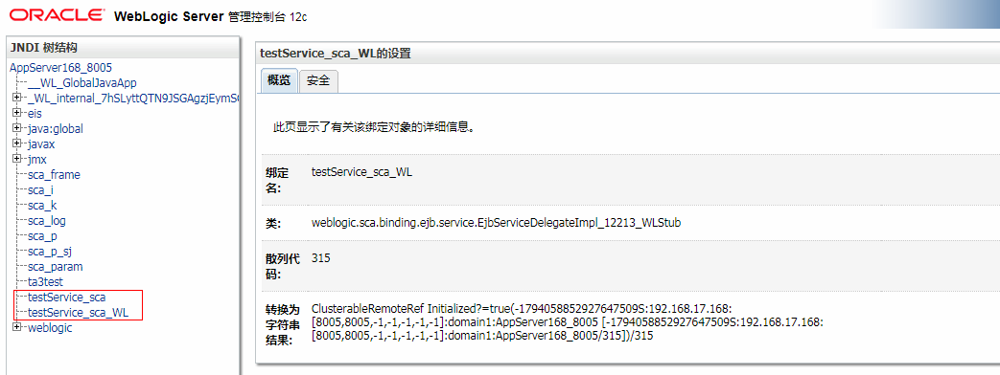 ORACLE WebLogic Server 管理控制台 12c
JNDI 树结构
AppServer168_8005
__WL_GlobalJavaApp
_WL_internal_7hSLyttQTN9JSGAgzjEymS
eis
java:global
javax
jmx
sca_frame
sca_i
sca_k
sca_log
sca_p
sca_p_sj
sca_param
ta3test
testService_sca
testService_sca_WL
weblogic
testService_sca_WL的设置
概览 安全
此页显示了有关该绑定对象的详细信息。
绑定名: testService_sca_WL
类: weblogic.sca.binding.ejb.service.EjbServiceDelegateImpl_12213_WLStub
散列代码: 315
转换为 ClusterableRemoteRef Initialized?=true(-1794058852927647509S:192.168.17.168:
字符串 [8005,8005,-1,-1,-1,-1,-1]:domain1:AppServer168_8005 [-1794058852927647509S:192.168.17.168:
结果: [8005,8005,-1,-1,-1,-1,-1]:domain1:AppServer168_8005/315])/315